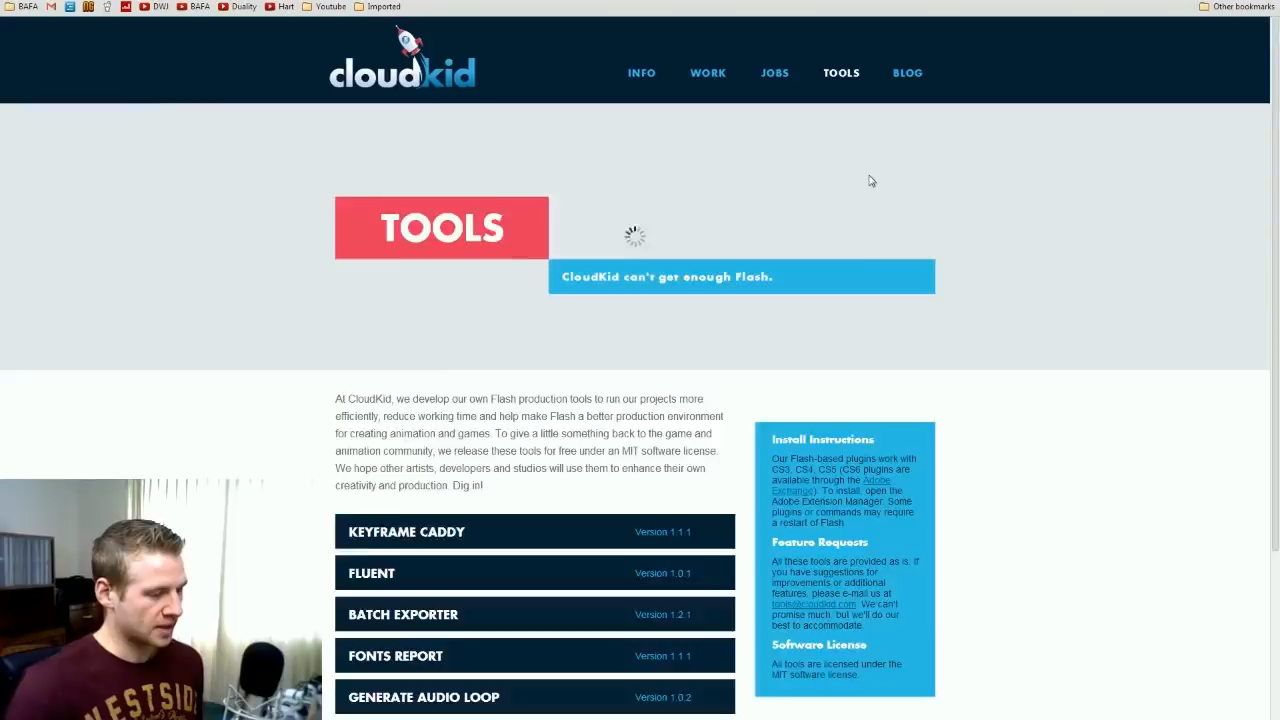 BAFA DWJ BAFA Duality Hart Youtube Imported Other bookmarks
cloudkid
INFO WORK JOBS TOOLS BLOG
TOOLS
CloudKid can't get enough Flash.
At CloudKid, we develop our own Flash production tools to run our projects more
efficiently, reduce working time and help make Flash a better production environment
for creating animation and games. To give a little something back to the game and
animation community, we release these tools for free under an MIT software license.
We hope other artists, developers and studios will use them to enhance their own
creativity and production. Dig in!
KEYFRAME CADDY Version 1.1.1
FLUENT Version 1.0.1
BATCH EXPORTER Version 1.2.1
FONTS REPORT Version 1.1.1
GENERATE AUDIO LOOP Version 1.0.2
Install Instructions
Our Flash-based plugins work with
CS3, CS4, CS5 (CS6 plugins are
available through the Adobe
Exchange). To install, open the
Adobe Extension Manager. Some
plugins or commands may require
a restart of Flash
Feature Requests
All these tools are provided as is. If
you have suggestions for
improvements or additional
features, please e-mail us at
tools@cloudkid.com. We can't
promise much, but we'll do our
best to accommodate.
Software License
All tools are licensed under the
MIT software license.
WESTSIDE